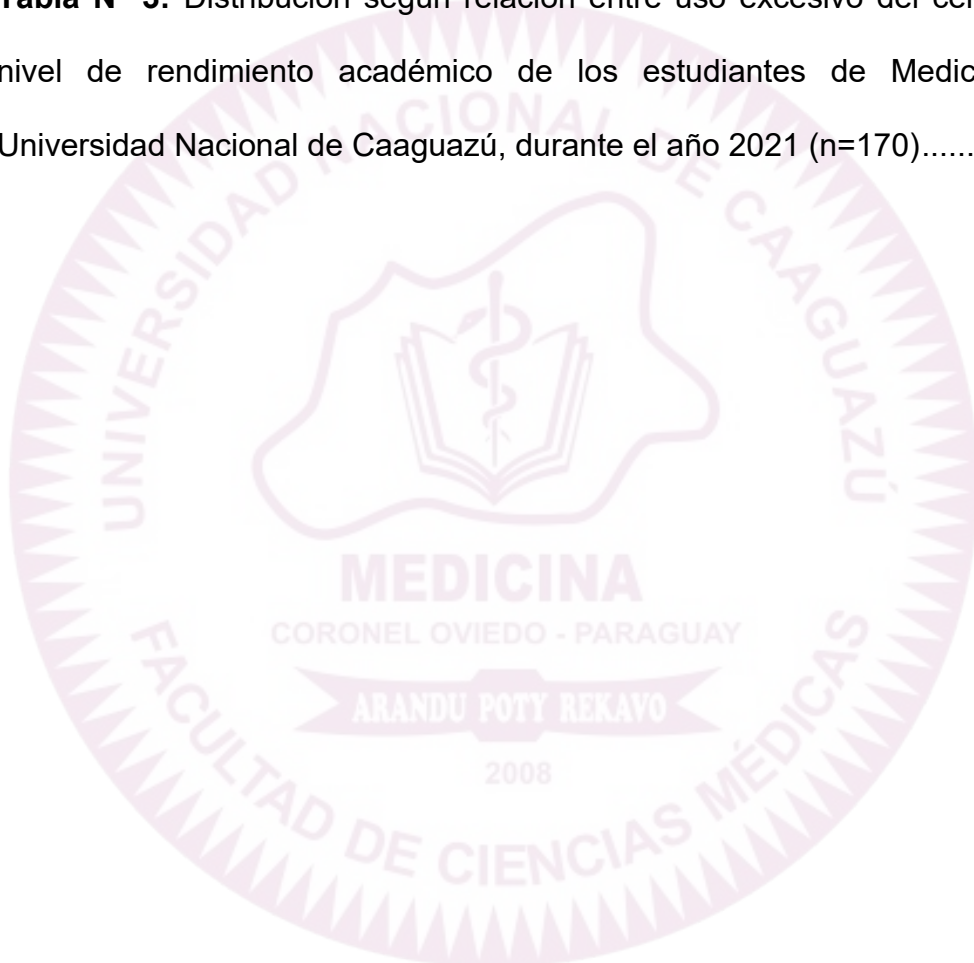 Tabla N° 3: Distribución según relación entre uso excesivo del
nivel de rendimiento académico de los estudiantes de
Universidad Nacional de Caaguazú, durante el año 2021 (n=170)......
UNIVERSIDAD NACIONAL DE CAAGUAZÚ
MEDICINA
CORONEL OVIEDO - PARAGUAY
ARANDU POTY REKAVO
2008
FACULTAD DE CIENCIAS MÉDICAS